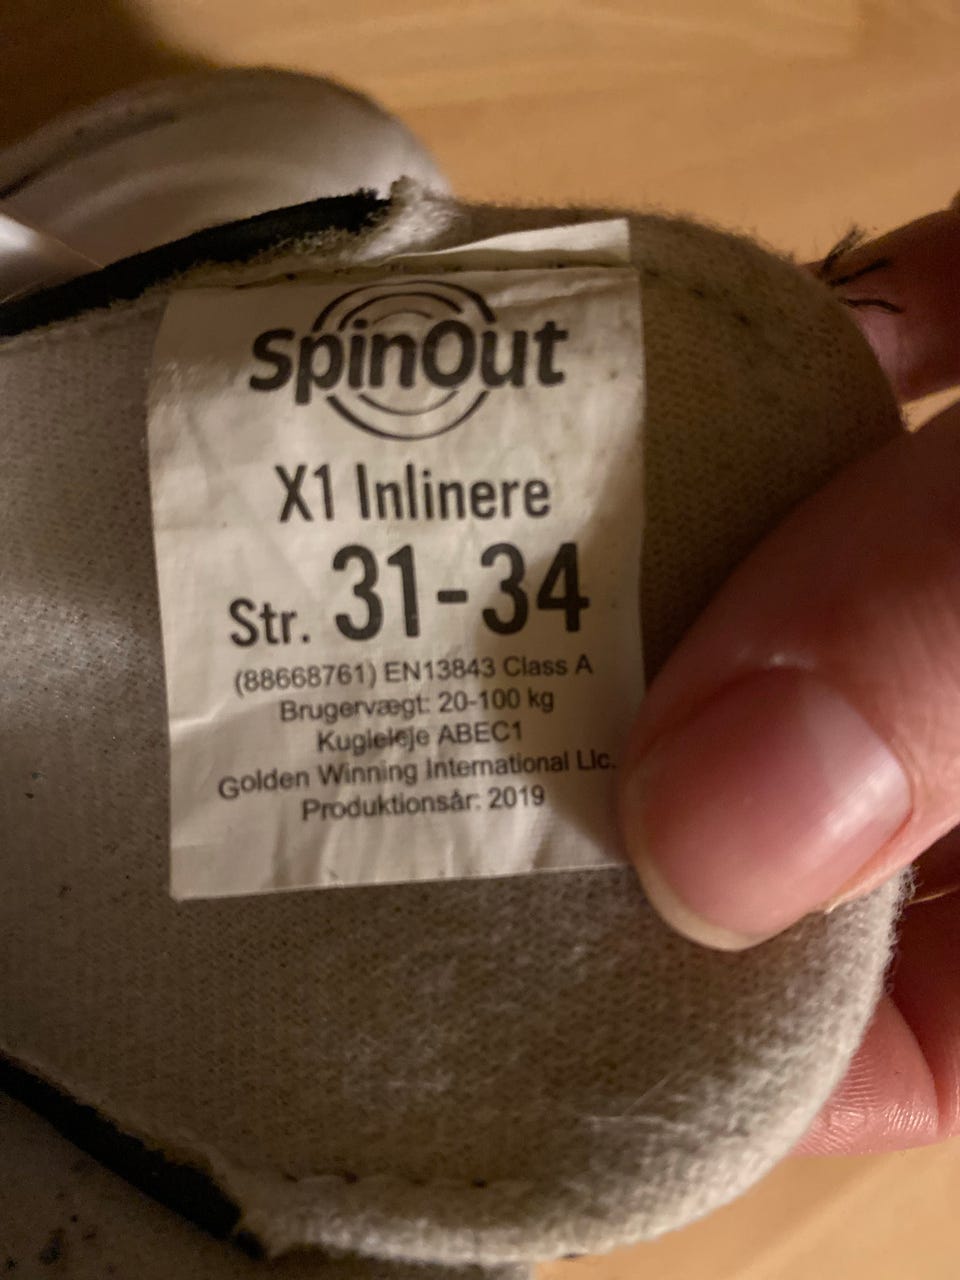 SpinOut
X1 Inlinere
Str. 31-34
(88668761) EN13843 Class A
Brugervægt: 20-100 kg
Kugleleje ABEC1
Golden Winning International Llc.
Produktionsår: 2019